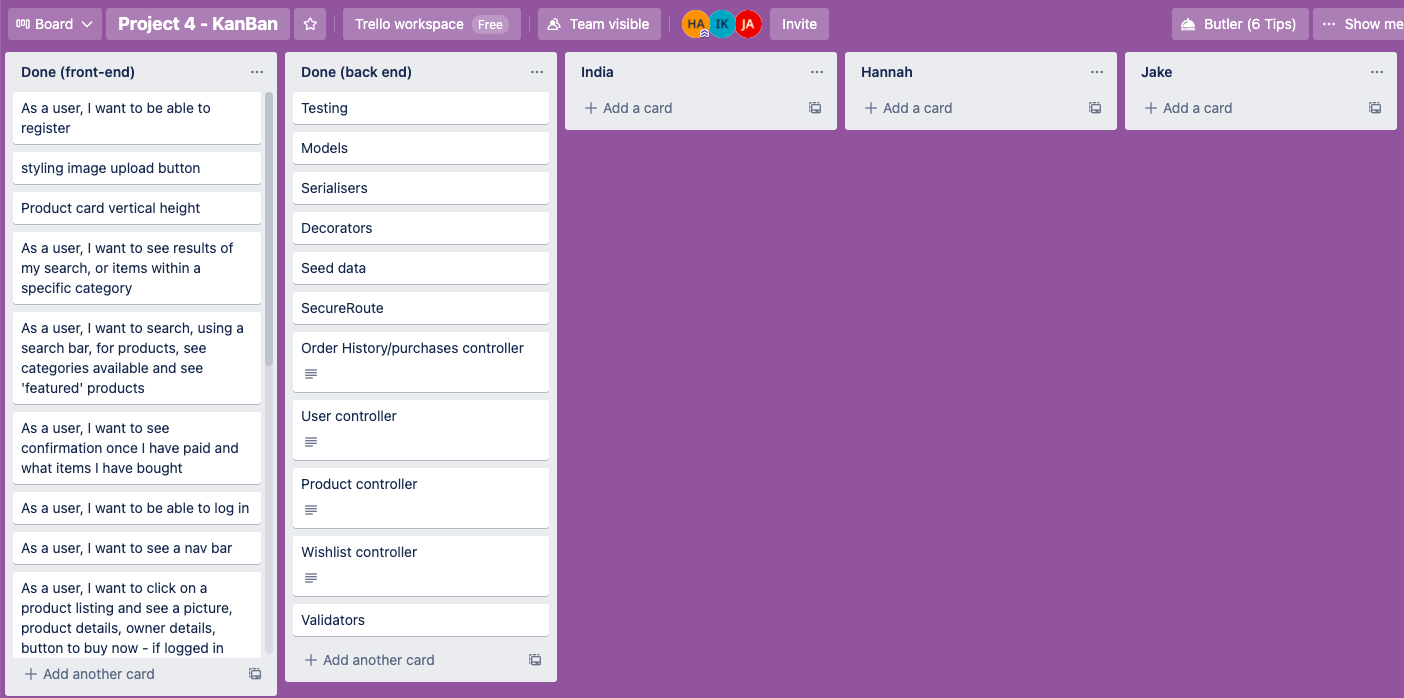 Board
Project 4 - KanBan
Trello workspace Free
Team visible
HA IK JA
Invite
Butler (6 Tips)
... Show me
Done (front-end) ...
As a user, I want to be able to
register
styling image upload button
Product card vertical height
As a user, I want to see results of
my search, or items within a
specific category
As a user, I want to search, using a
search bar, for products, see
categories available and see
'featured' products
As a user, I want to see
confirmation once I have paid and
what items I have bought
As a user, I want to be able to log in
As a user, I want to see a nav bar
As a user, I want to click on a
product listing and see a picture,
product details, owner details,
button to buy now - if logged in
+ Add another card
Done (back end) ...
Testing
Models
Serialisers
Decorators
Seed data
SecureRoute
Order History/purchases controller
User controller
Product controller
Wishlist controller
Validators
+ Add another card
India ...
+ Add a card
Hannah ...
+ Add a card
Jake ...
+ Add a card